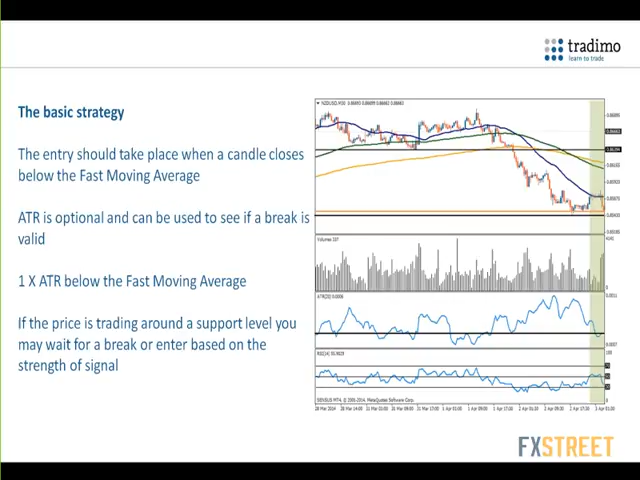 tradimo
learn to trade
The basic strategy
The entry should take place when a candle closes
below the Fast Moving Average
ATR is optional and can be used to see if a break is
valid
1 X ATR below the Fast Moving Average
If the price is trading around a support level you
may wait for a break or enter based on the
strength of signal
Volumes
FXSTREET